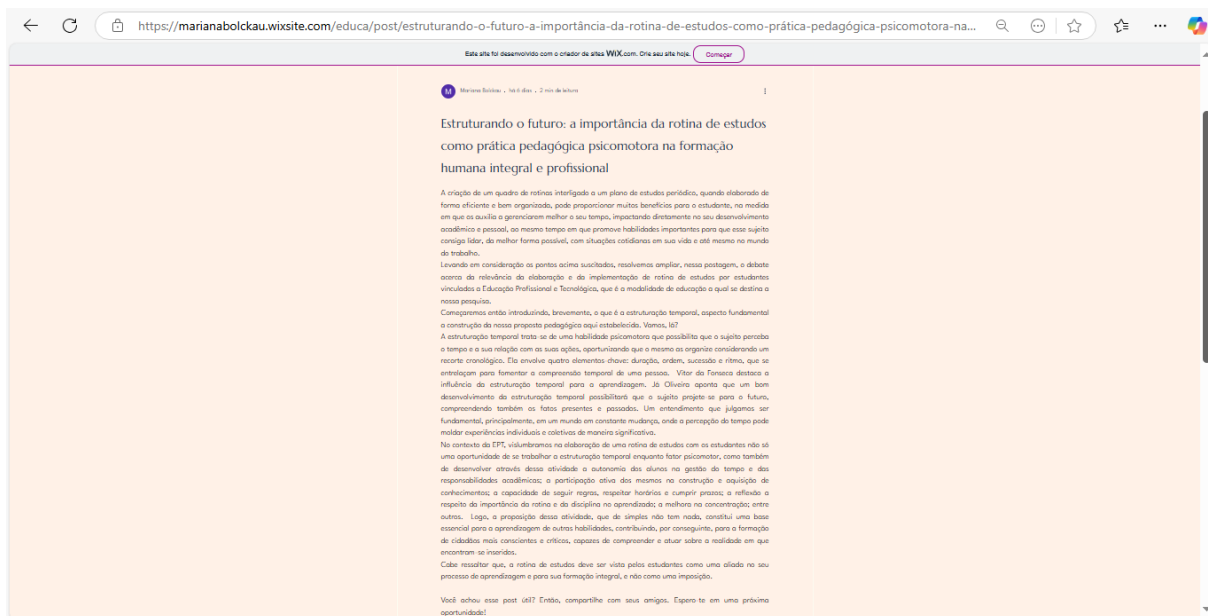 https://marianabolckau.wixsite.com/educa/post/estruturando-o-futuro-a-importância-da-rotina-de-estudos-como-prática-pedagógica-psicomotora-na...
Este site foi desenvolvido com o criador de sites WiX.com. Crie seu site hoje. Começar
M Mariana Bolckau · há 6 dias · 2 min de leitura
Estruturando o futuro: a importância da rotina de estudos
como prática pedagógica psicomotora na formação
humana integral e profissional
A criação de um quadro de rotinas interligado a um plano de estudos periódico, quando elaborado de
forma eficiente e bem organizada, pode proporcionar muitos benefícios para o estudante, na medida
em que os auxilia a gerenciarem melhor o seu tempo, impactando diretamente no seu desenvolvimento
acadêmico e pessoal, ao mesmo tempo em que promove habilidades importantes para que esse sujeito
consiga lidar, da melhor forma possível, com situações cotidianas em sua vida e até mesmo no mundo
do trabalho.
Levando em consideração os pontos acima suscitados, resolvemos ampliar, nessa postagem, o debate
acerca da relevância da elaboração e da implementação de rotina de estudos por estudantes
vinculados a Educação Profissional e Tecnológica, que é a modalidade de educação a qual se destina a
nossa pesquisa.
Começaremos então introduzindo, brevemente, o que é a estruturação temporal, aspecto fundamental
a construção da nossa proposta pedagógica aqui estabelecida. Vamos, lá?
A estruturação temporal trata-se de uma habilidade psicomotora que possibilita que o sujeito perceba
o tempo e a sua relação com as suas ações, oportunizando que o mesmo as organize considerando um
recorte cronológico. Ela envolve quatro elementos-chave: duração, ordem, sucessão e ritmo, que se
entrelaçam para fomentar a compreensão temporal de uma pessoa. Vitor da Fonseca destaca a
influência da estruturação temporal para a aprendizagem. Já Oliveira aponta que um bom
desenvolvimento da estruturação temporal possibilitará que o sujeito projete-se para o futuro,
compreendendo também os fatos presentes e passados. Um entendimento que julgamos ser
fundamental, principalmente, em um mundo em constante mudança, onde a percepção do tempo pode
moldar experiências individuais e coletivas de maneira significativa.
No contexto da EPT, vislumbramos na elaboração de uma rotina de estudos com os estudantes não só
uma oportunidade de se trabalhar a estruturação temporal enquanto fator psicomotor, como também
de desenvolver através dessa atividade a autonomia dos alunos na gestão do tempo e das
responsabilidades acadêmicas; a participação ativa dos mesmos na construção e aquisição de
conhecimentos; a capacidade de seguir regras, respeitar horários e cumprir prazos; a reflexão a
respeito da importância da rotina e da disciplina no aprendizado; a melhora na concentração; entre
outros. Logo, a proposição dessa atividade, que de simples não tem nada, constitui uma base
essencial para a aprendizagem de outras habilidades, contribuindo, por conseguinte, para a formação
de cidadãos mais conscientes e críticos, capazes de compreender e atuar sobre a realidade em que
encontram-se inseridos.
Cabe ressaltar que, a rotina de estudos deve ser vista pelos estudantes como uma aliada no seu
processo de aprendizagem e para sua formação integral, e não como uma imposição.
Você achou esse post útil? Então, compartilhe com seus amigos. Espero-te em uma próxima
oportunidade!